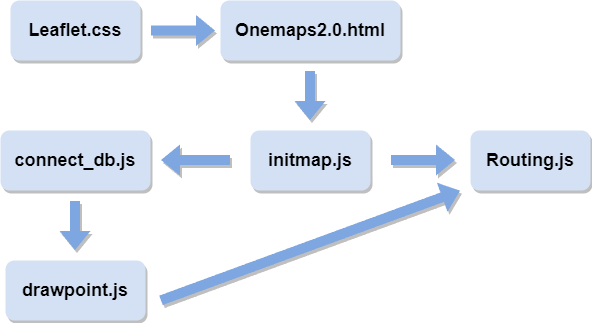 Leaflet.css
Onemaps2.0.html
connect_db.js
initmap.js
Routing.js
drawpoint.js